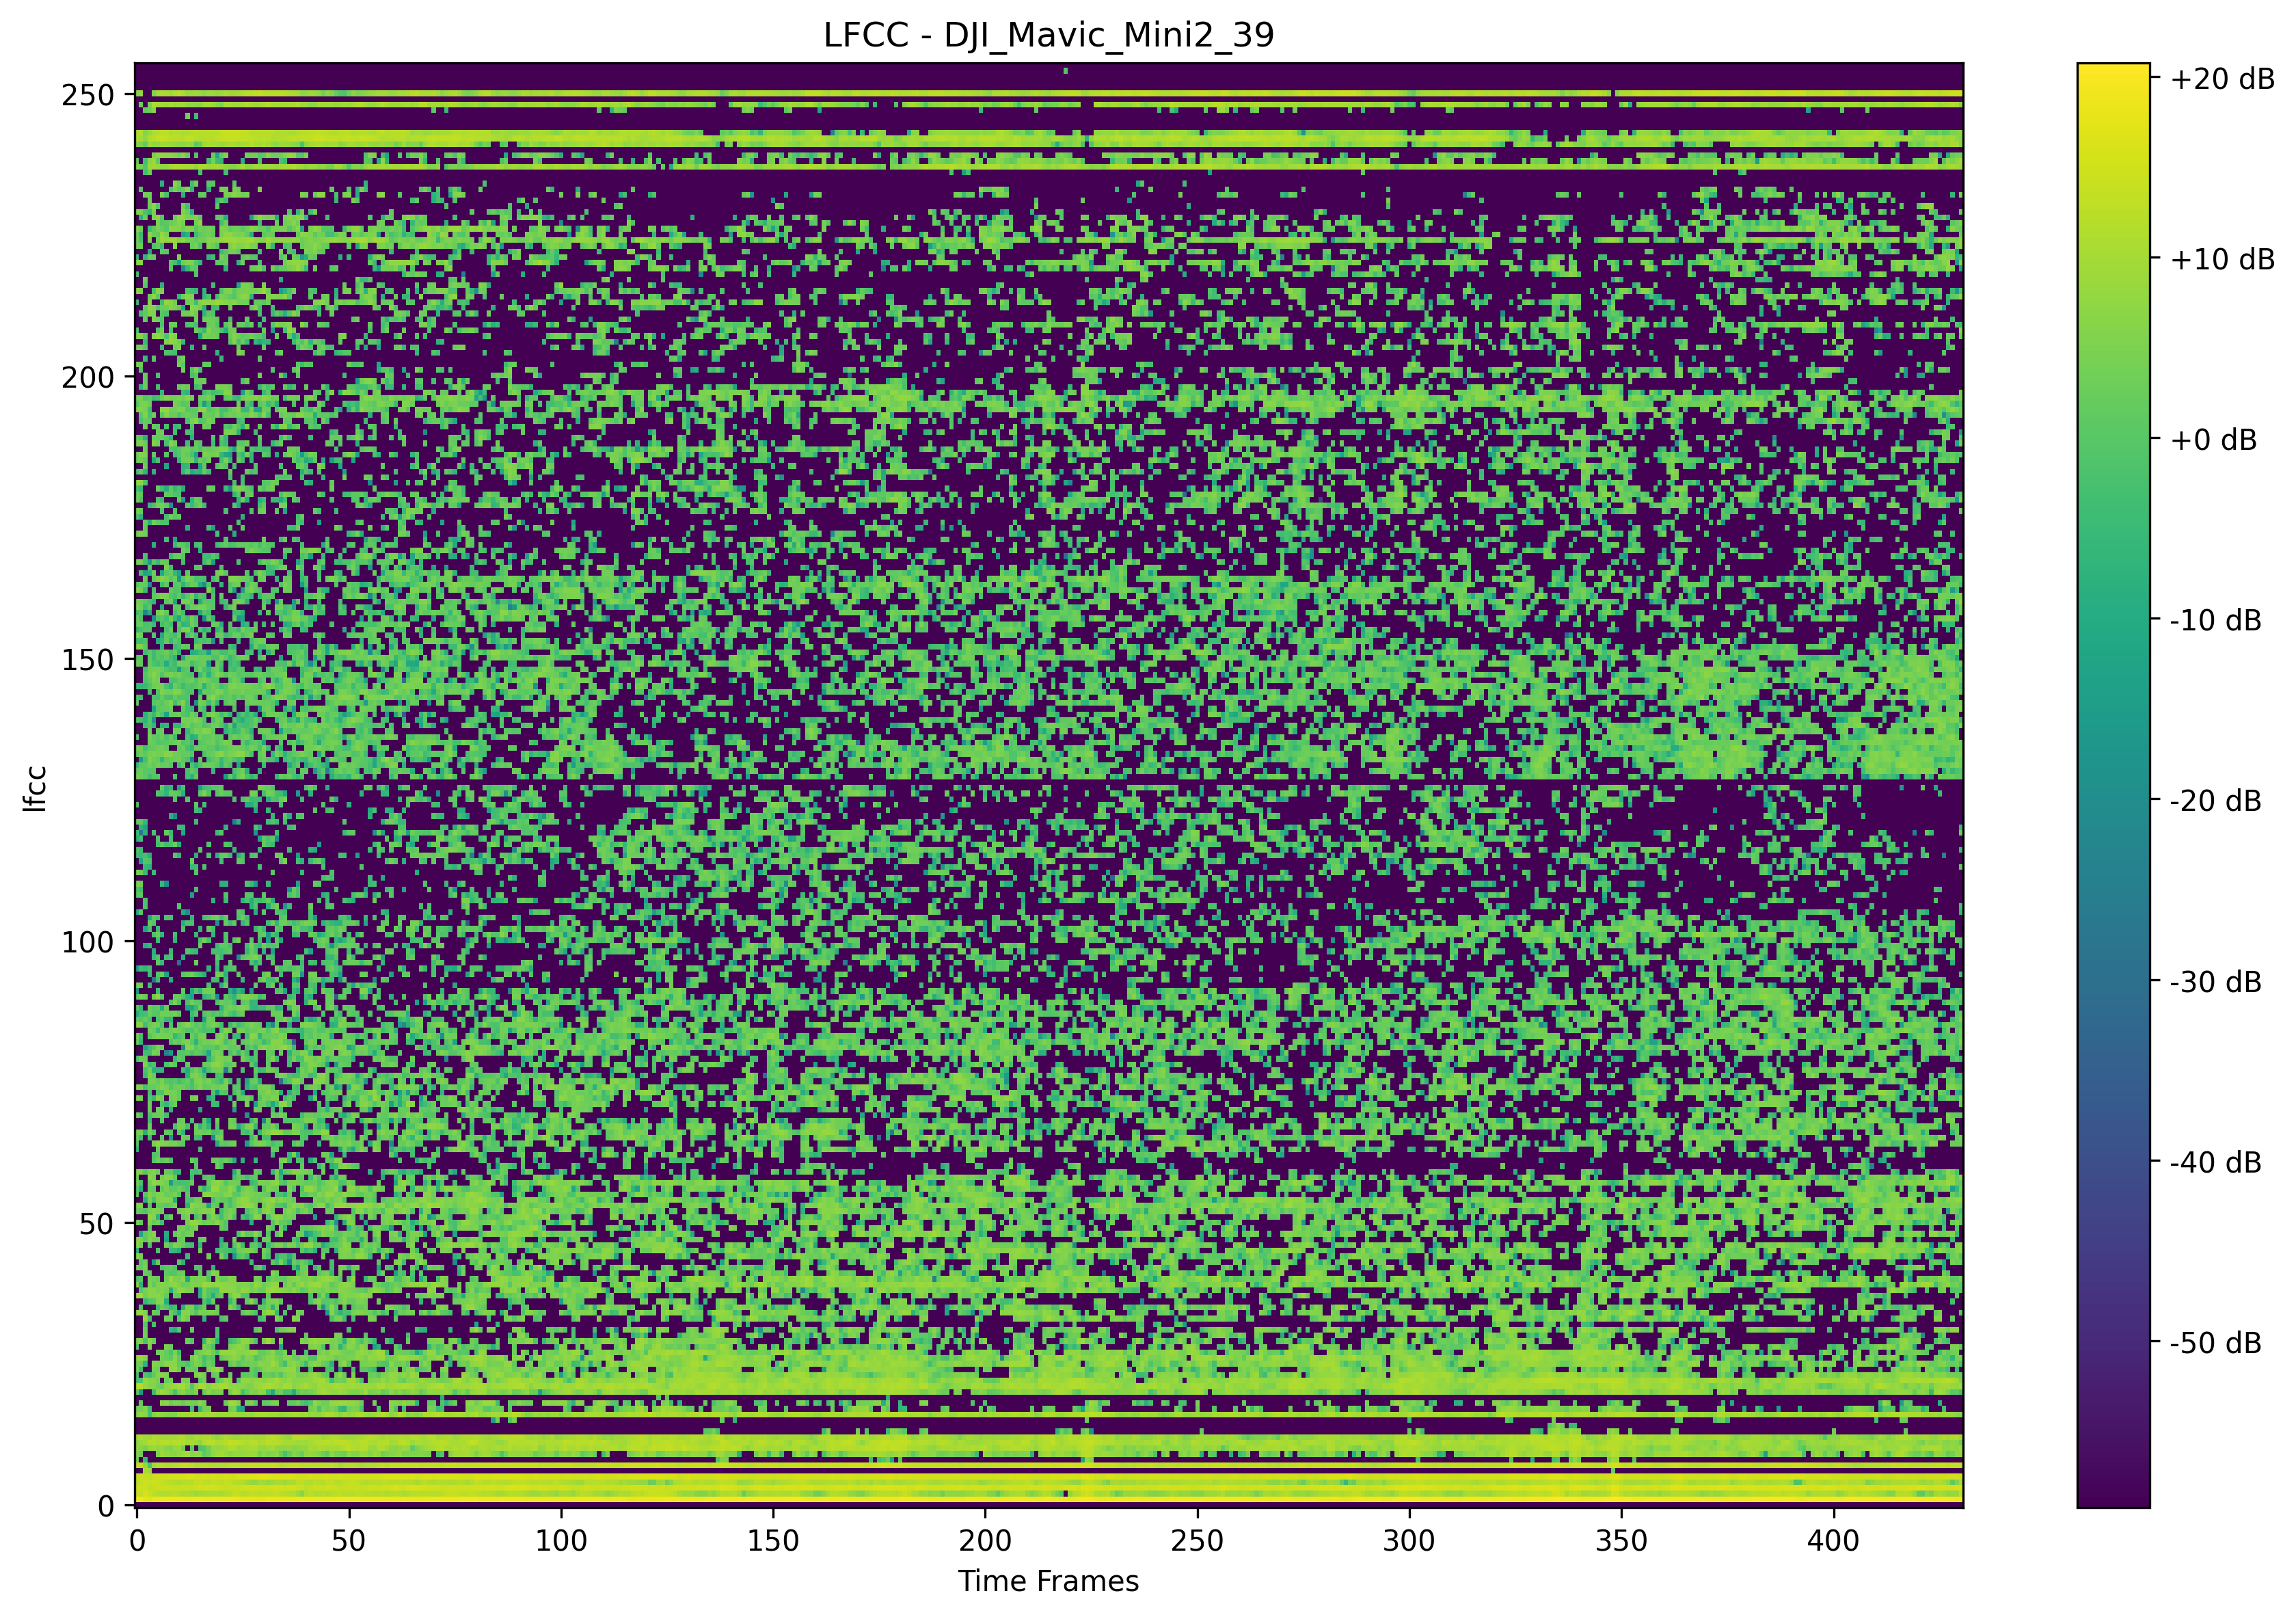 LFCC - DJI_Mavic_Mini2_39
250
200
150
100
50
0
lfcc
0 50 100 150 200 250 300 350 400
Time Frames
+20 dB
+10 dB
+0 dB
-10 dB
-20 dB
-30 dB
-40 dB
-50 dB